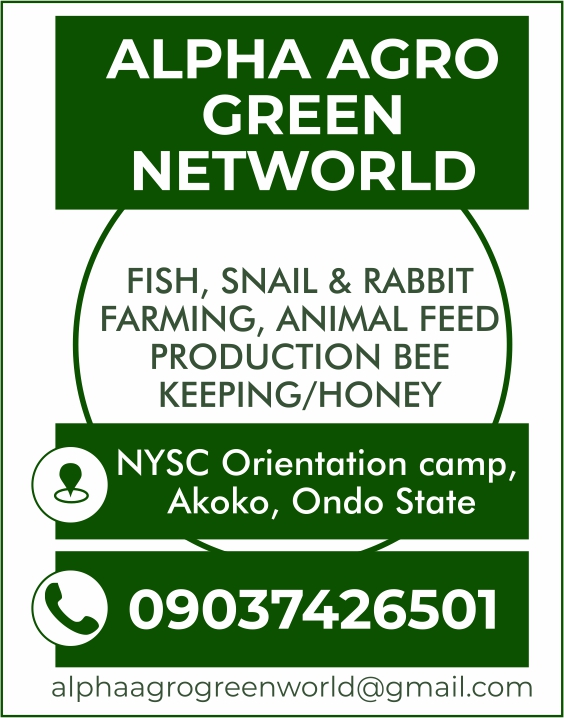 ALPHA AGRO
GREEN
NETWORLD
FISH, SNAIL & RABBIT
FARMING, ANIMAL FEED
PRODUCTION BEE
KEEPING/HONEY
NYSC Orientation camp,
Akoko, Ondo State
09037426501
alphaagrogreenworld@gmail.com